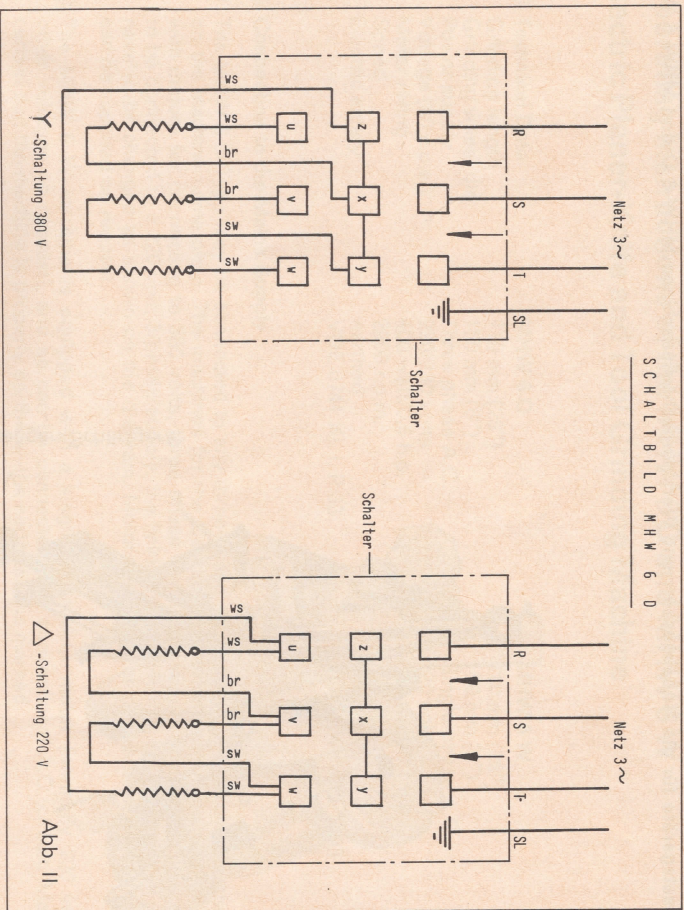 SCHALTBILD MHW 6 D
Netz 3~
R
S
T
SL
z
x
y
u
v
w
ws
ws
br
br
sw
sw
Schalter
Y-Schaltung 380 V
Netz 3~
R
S
T
SL
z
x
y
u
v
w
ws
ws
br
br
sw
sw
Schalter
△-Schaltung 220 V
Abb. II